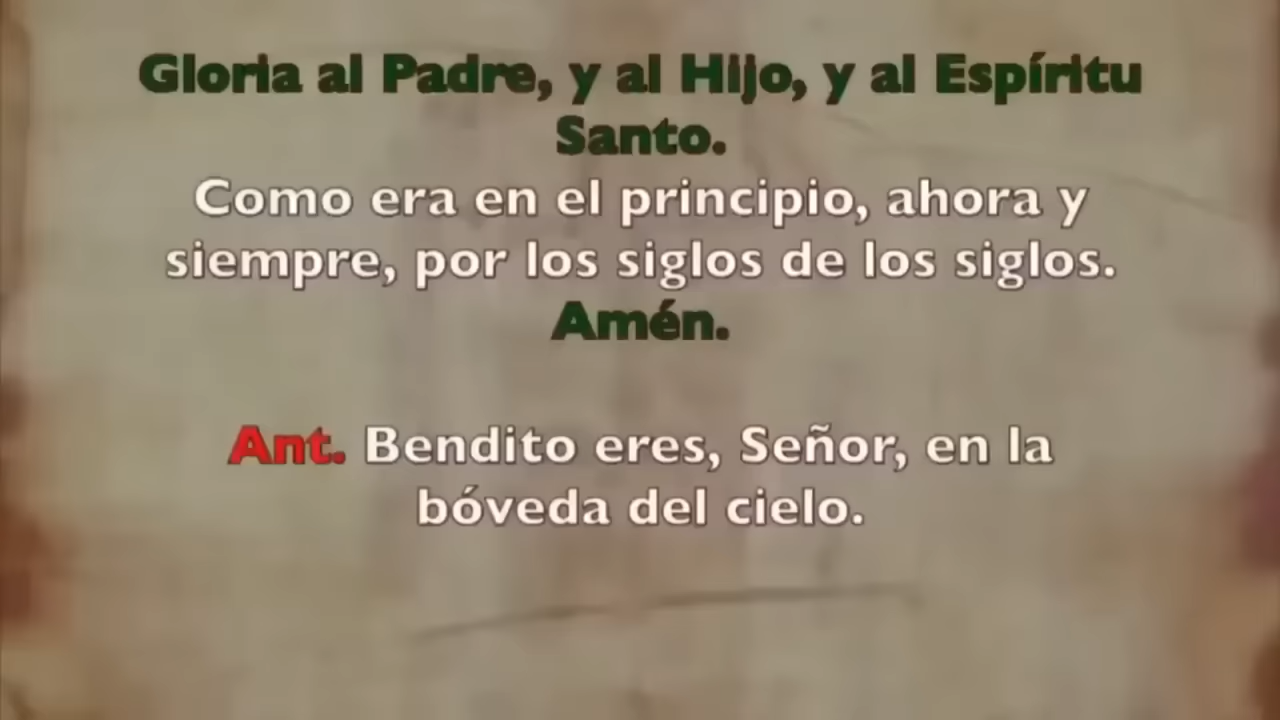 Gloria al Padre, y al Hijo, y al Espíritu
Santo.
Como era en el principio, ahora y
siempre, por los siglos de los siglos.
Amén.
Ant. Bendito eres, Señor, en la
bóveda del cielo.